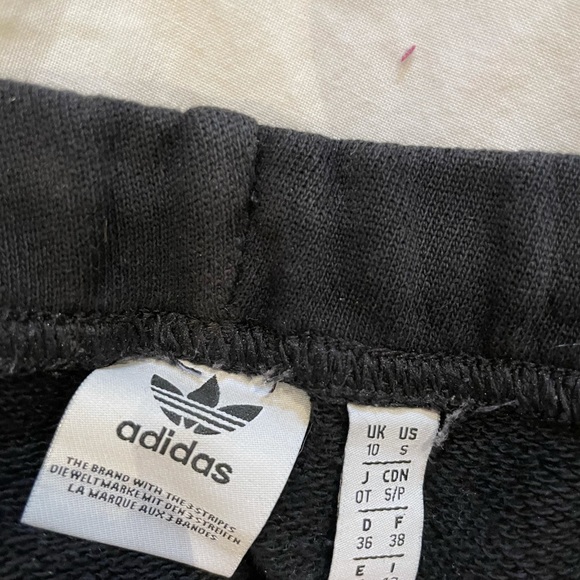 adidas
THE BRAND WITH THE 3 STRIPES
DIE WELTMARKE MIT DEN 3 STREIFEN
LA MARQUE AUX 3 BANDES
UK US
10 S
J CDN
OT S/P
D F
36 38
E I